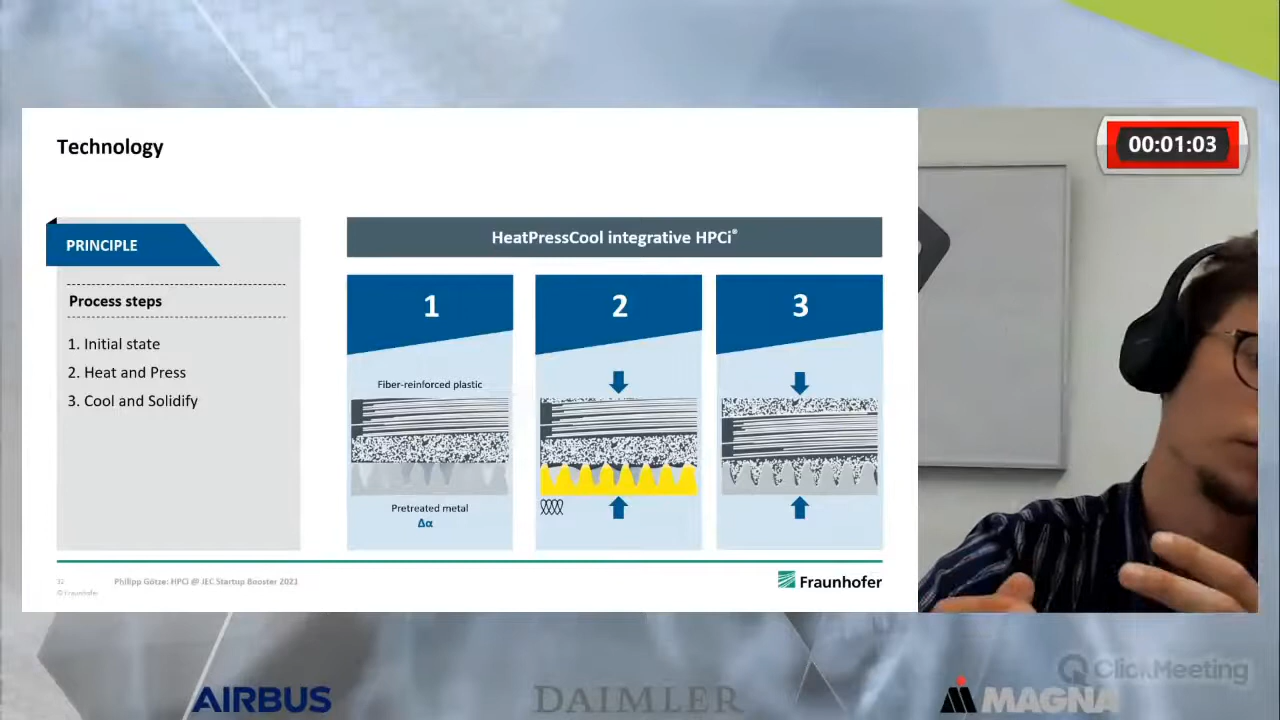 Technology
00:01:03
PRINCIPLE
Process steps
1. Initial state
2. Heat and Press
3. Cool and Solidify
HeatPressCool integrative HPCi®
1
2
3
Fiber-reinforced plastic
Pretreated metal
Δα
32
Philipp Götze: HPCi @ JEC Startup Booster 2021
© Fraunhofer
Fraunhofer
ClickMeeting
AIRBUS
DAIMLER
MAGNA